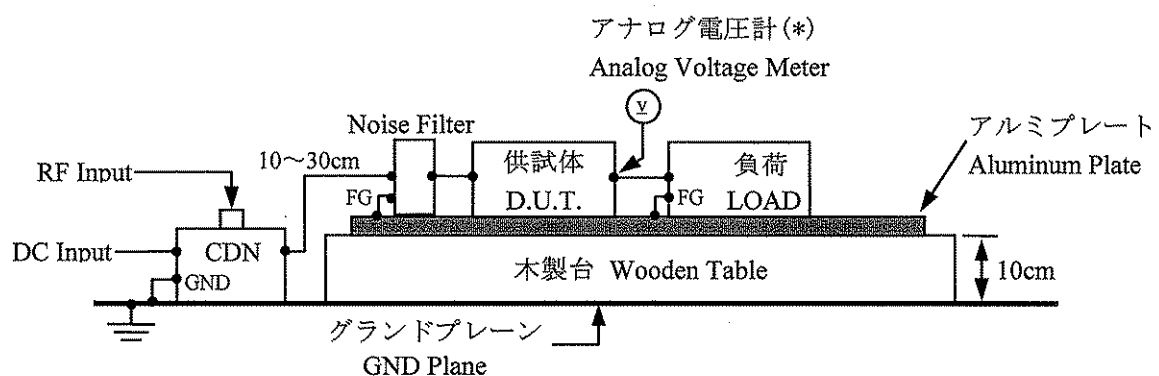 アナログ電圧計(*)
Analog Voltage Meter
V
Noise Filter
アルミプレート
Aluminum Plate
10～30cm
供試体
D.U.T.
負荷
LOAD
RF Input
FG
FG
DC Input
CDN
GND
木製台 Wooden Table
10cm
グランドプレーン
GND Plane